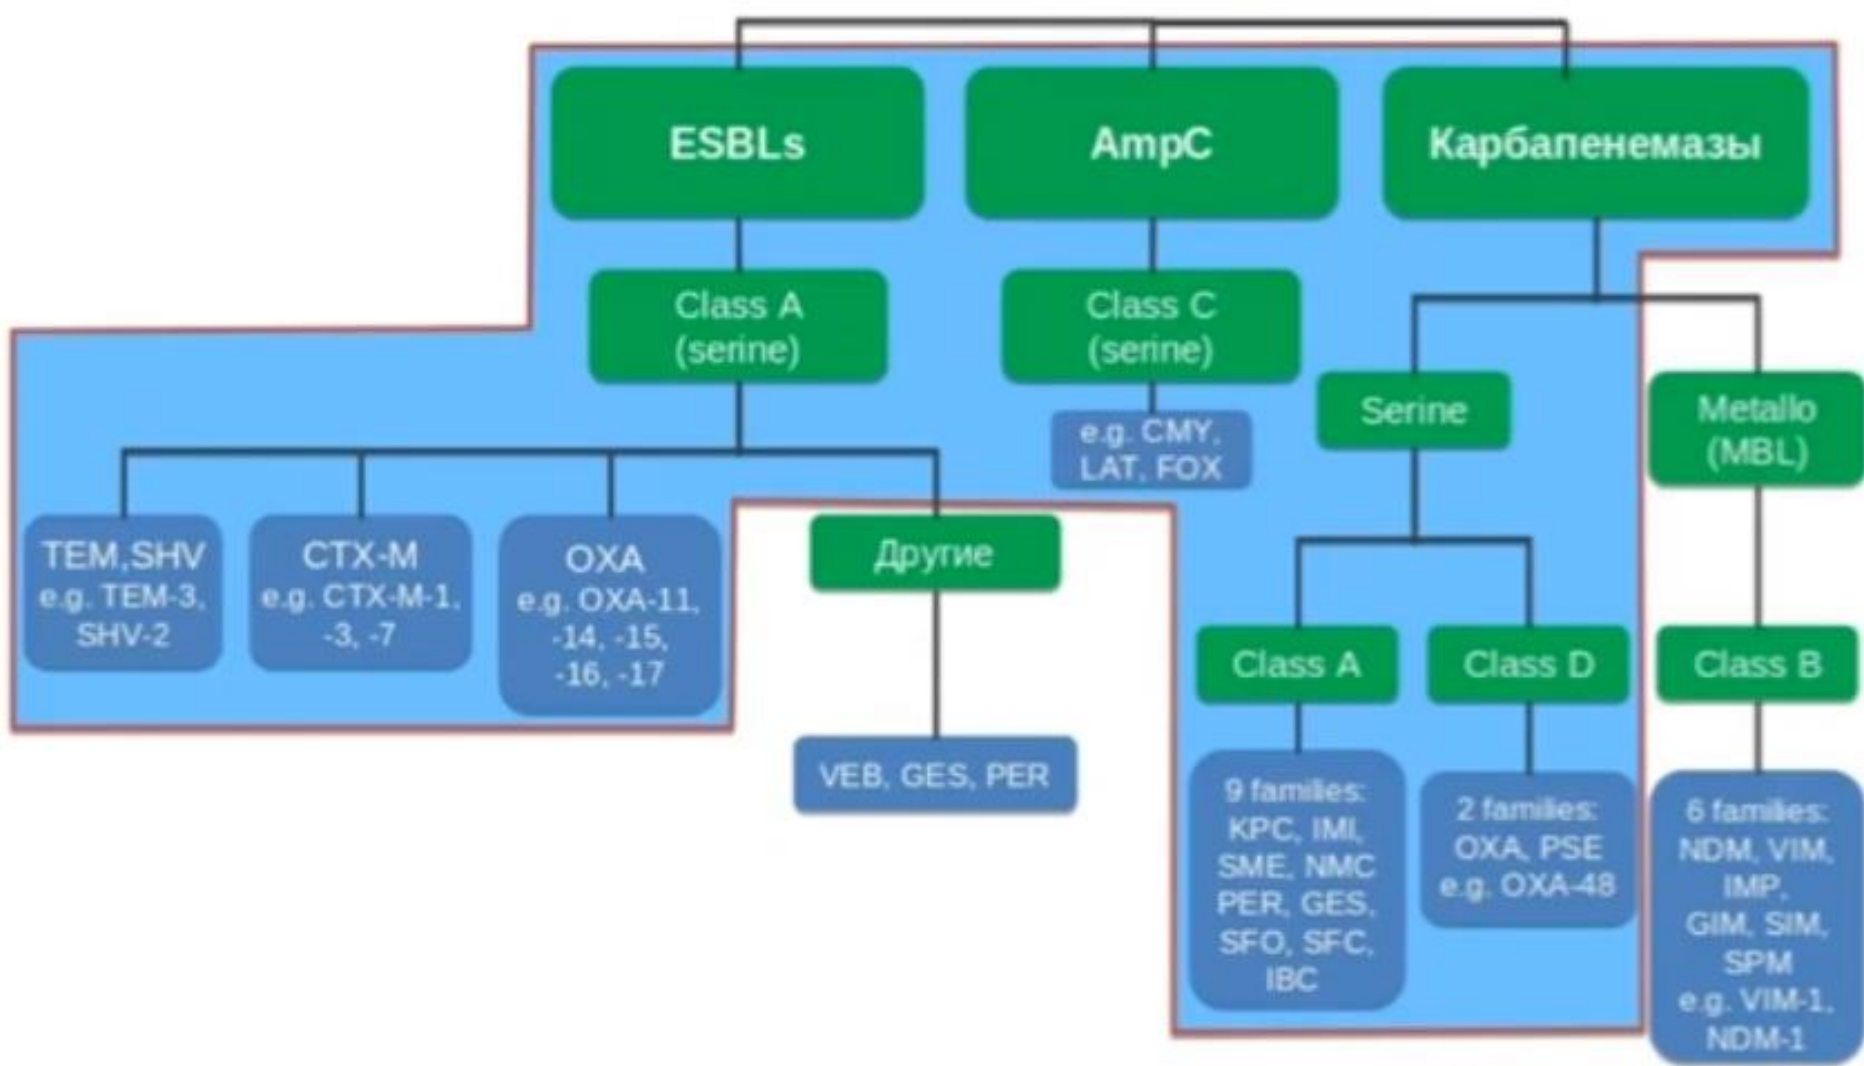 ESBLs
AmpC
Карбапенемазы
Class A
(serine)
Class C
(serine)
e.g. CMY,
LAT, FOX
Serine
Metallo
(MBL)
TEM,SHV
e.g. TEM-3,
SHV-2
CTX-M
e.g. CTX-M-1,
-3, -7
OXA
e.g. OXA-11,
-14, -15,
-16, -17
Другие
VEB, GES, PER
Class A
Class D
Class B
9 families:
KPC, IMI,
SME, NMC
PER, GES,
SFO, SFC,
IBC
2 families:
OXA, PSE
e.g. OXA-48
6 families:
NDM, VIM,
IMP,
GIM, SIM,
SPM
e.g. VIM-1,
NDM-1